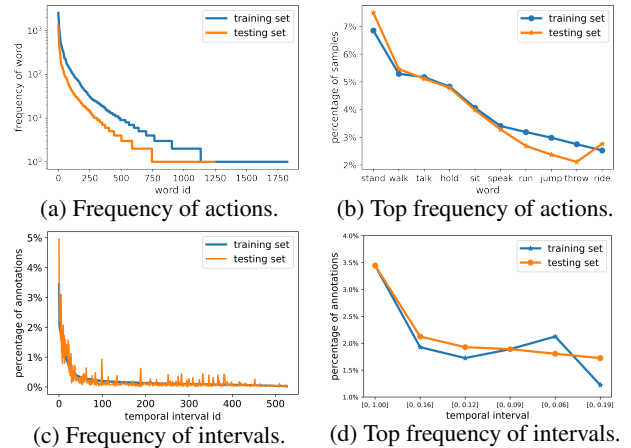 10³
10²
10¹
10⁰
frequency of word
training set
testing set
0 250 500 750 1000 1250 1500 1750
word id
(a) Frequency of actions.
7%
6%
5%
4%
3%
2%
percentage of samples
training set
testing set
stand walk talk hold sit speak run jump throw ride
word
(b) Top frequency of actions.
5%
4%
3%
2%
1%
0%
percentage of annotations
training set
testing set
0 100 200 300 400 500
temporal interval id
(c) Frequency of intervals.
4.0%
3.5%
3.0%
2.5%
2.0%
1.5%
1.0%
percentage of annotations
training set
testing set
[0, 1.00] [0, 0.16] [0, 0.12] [0, 0.09] [0, 0.06] [0, 0.19]
temporal interval
(d) Top frequency of intervals.